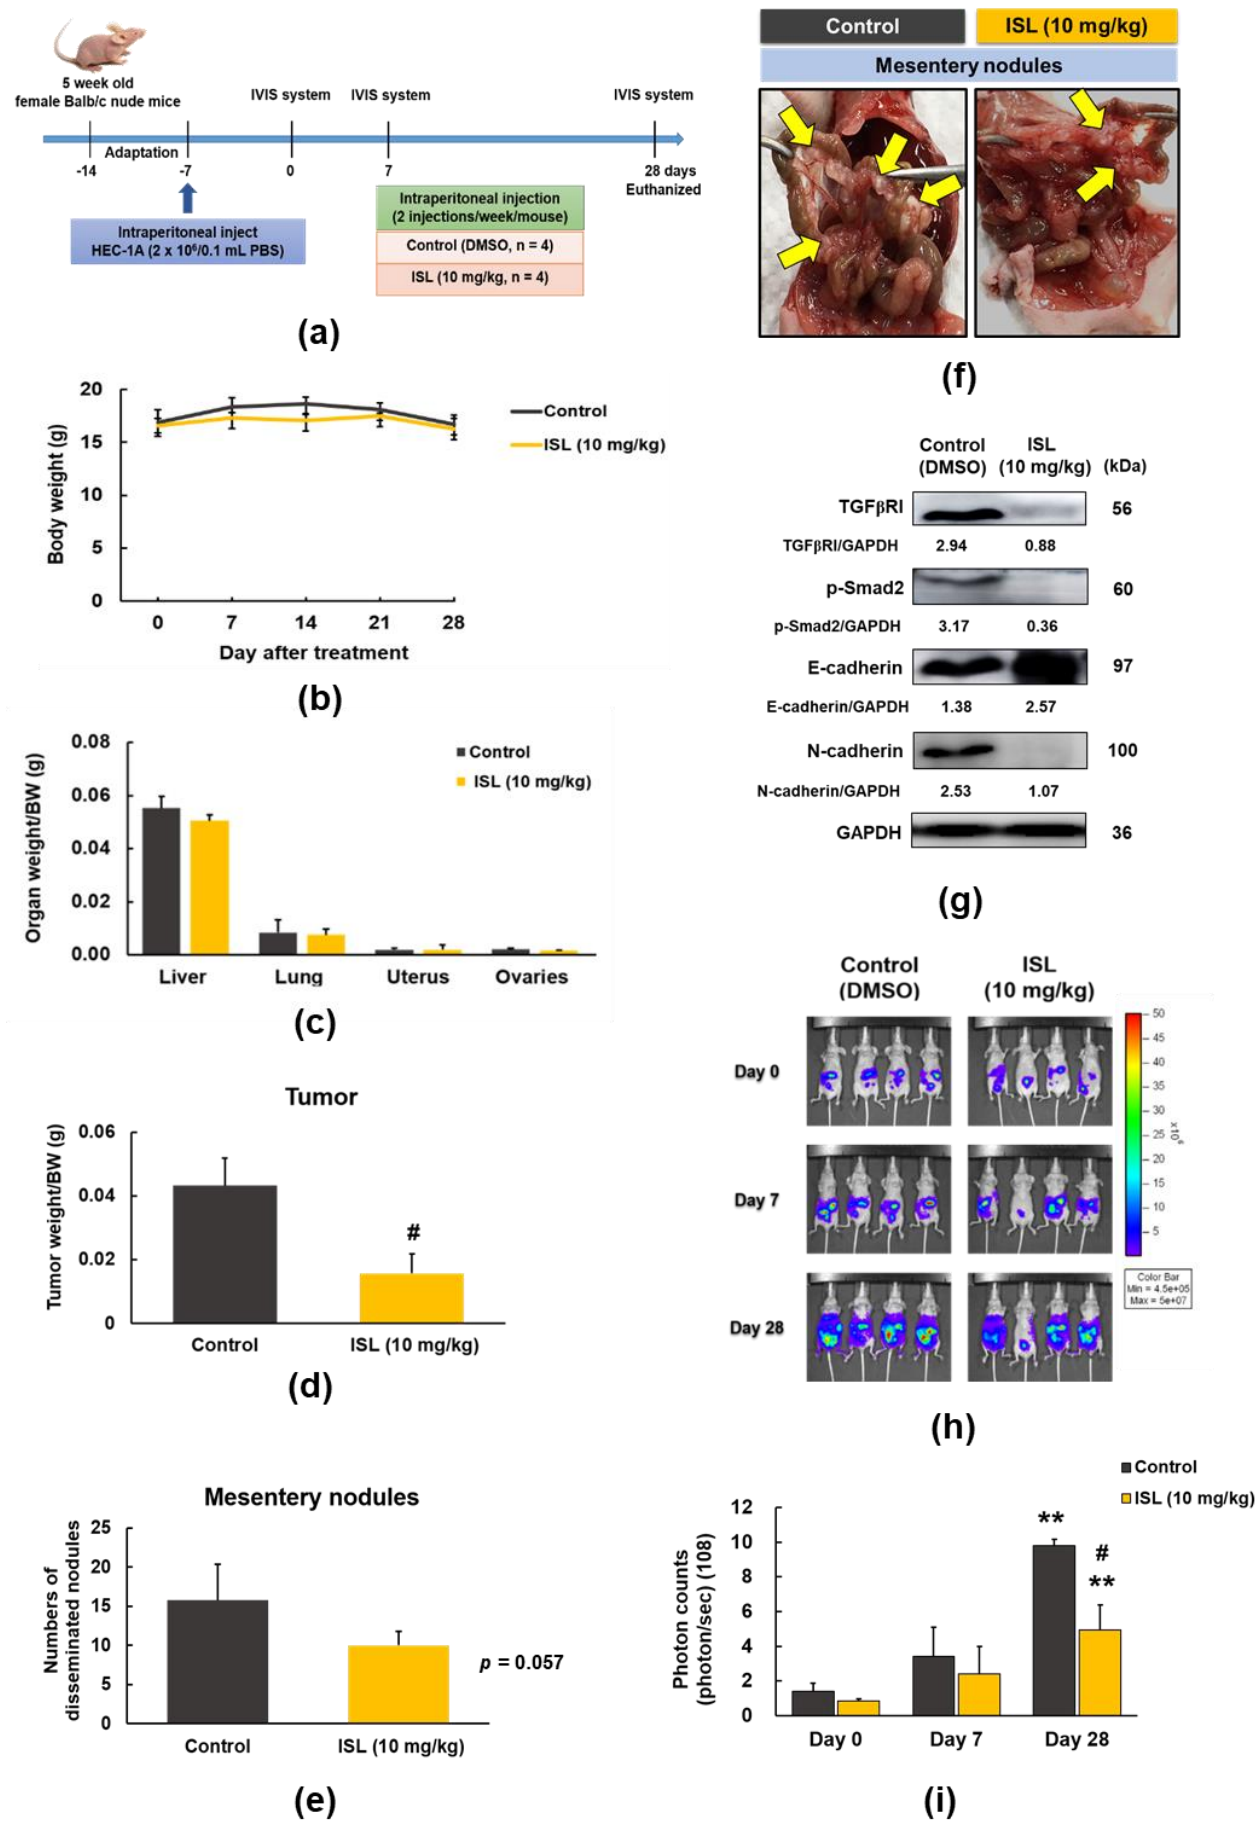 5 week old
female Balb/c nude mice
IVIS system
IVIS system
IVIS system
Adaptation
-14
-7
0
7
28 days
Euthanized
Intraperitoneal inject
HEC-1A (2 x 10⁶/0.1 mL PBS)
Intraperitoneal injection
(2 injections/week/mouse)
Control (DMSO, n = 4)
ISL (10 mg/kg, n = 4)
(a)
20
15
10
5
0
Body weight (g)
Control
ISL (10 mg/kg)
0 7 14 21 28
Day after treatment
(b)
0.08
0.06
0.04
0.02
0.00
Organ weight/BW (g)
Control
ISL (10 mg/kg)
Liver Lung Uterus Ovaries
(c)
Tumor
0.06
0.04
0.02
0
Tumor weight/BW (g)
#
Control ISL (10 mg/kg)
(d)
Mesentery nodules
25
20
15
10
5
0
Numbers of
disseminated nodules
p = 0.057
Control ISL (10 mg/kg)
(e)
Control
ISL (10 mg/kg)
Mesentery nodules
(f)
Control
(DMSO)
ISL
(10 mg/kg)
(kDa)
TGFβRI 56
TGFβRI/GAPDH 2.94 0.88
p-Smad2 60
p-Smad2/GAPDH 3.17 0.36
E-cadherin 97
E-cadherin/GAPDH 1.38 2.57
N-cadherin 100
N-cadherin/GAPDH 2.53 1.07
GAPDH 36
(g)
Control
(DMSO)
ISL
(10 mg/kg)
Day 0
Day 7
Day 28
50
45
40
35
30
25
20
15
10
5
x10⁶
Color Bar
Min = 4.5e+05
Max = 5e+07
(h)
Control
ISL (10 mg/kg)
12
10
8
6
4
2
0
Photon counts
(photon/sec) (108)
**
#
**
Day 0 Day 7 Day 28
(i)